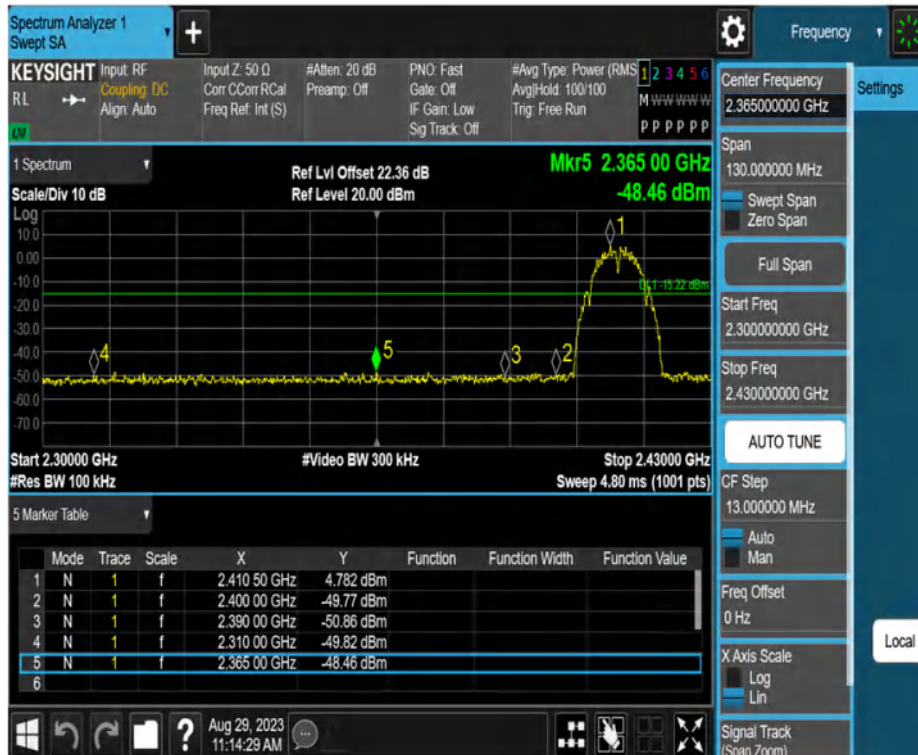 Spectrum Analyzer 1
Swept SA
+
Frequency
KEYSIGHT
RL
LXI
Input: RF
Coupling: DC
Align: Auto
Input Z: 50 Ω
Corr CCorr RCal
Freq Ref: Int (S)
#Atten: 20 dB
Preamp: Off
PNO: Fast
Gate: Off
IF Gain: Low
Sig Track: Off
#Avg Type: Power (RMS
Avg|Hold: 100/100
Trig: Free Run
1 2 3 4 5 6
M W W W W W
P P P P P P
1 Spectrum
Scale/Div 10 dB
Ref Lvl Offset 22.36 dB
Ref Level 20.00 dBm
Mkr5 2.365 00 GHz
-48.46 dBm
Log
10.0
0.00
-10.0
-20.0
-30.0
-40.0
-50.0
-60.0
-70.0
1
DL1 -15.22 dBm
4
5
3
2
Start 2.30000 GHz
#Video BW 300 kHz
Stop 2.43000 GHz
#Res BW 100 kHz
Sweep 4.80 ms (1001 pts)
5 Marker Table
Mode Trace Scale X Y Function Function Width Function Value
1 N 1 f 2.410 50 GHz 4.782 dBm
2 N 1 f 2.400 00 GHz -49.77 dBm
3 N 1 f 2.390 00 GHz -50.86 dBm
4 N 1 f 2.310 00 GHz -49.82 dBm
5 N 1 f 2.365 00 GHz -48.46 dBm
6
?
Aug 29, 2023
11:14:29 AM
Center Frequency
2.365000000 GHz
Settings
Span
130.000000 MHz
Swept Span
Zero Span
Full Span
Start Freq
2.300000000 GHz
Stop Freq
2.430000000 GHz
AUTO TUNE
CF Step
13.000000 MHz
Auto
Man
Freq Offset
0 Hz
Local
X Axis Scale
Log
Lin
Signal Track
(Span Zoom)